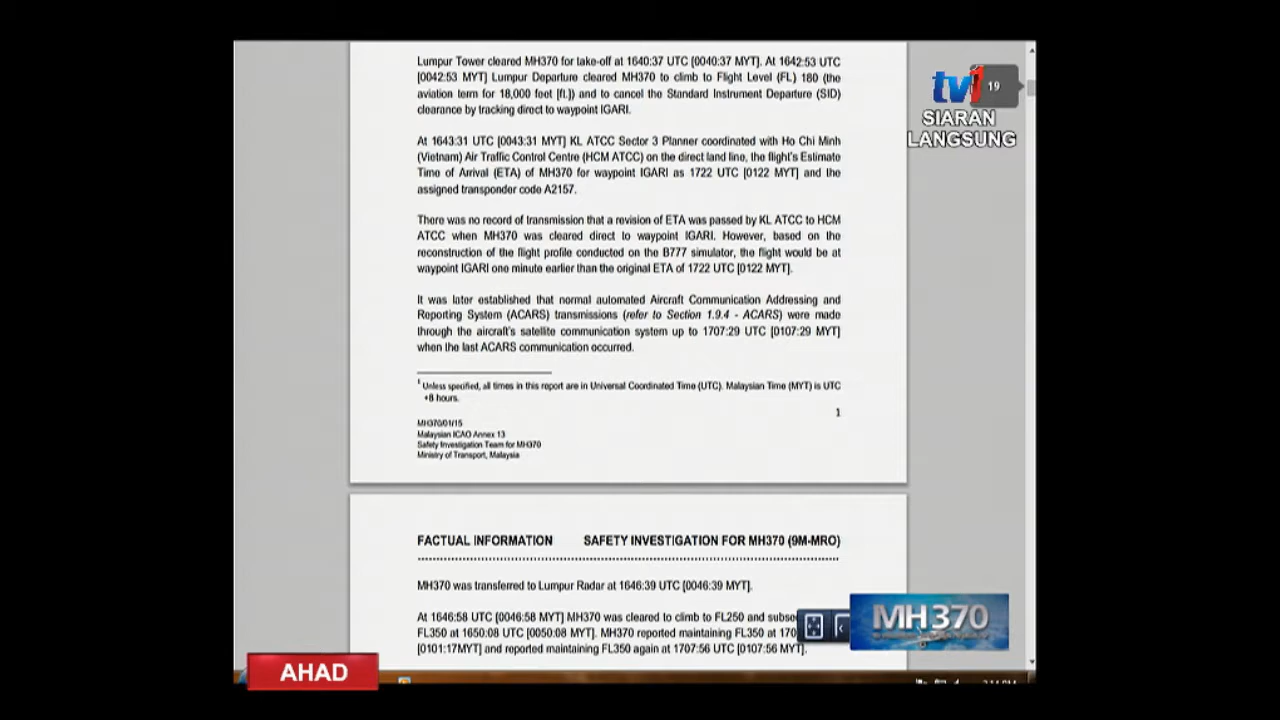 Lumpur Tower cleared MH370 for take-off at 1640:37 UTC [0040:37 MYT]. At 1642:53 UTC
[0042:53 MYT] Lumpur Departure cleared MH370 to climb to Flight Level (FL) 180 (the
aviation term for 18,000 feet [ft.]) and to cancel the Standard Instrument Departure (SID)
clearance by tracking direct to waypoint IGARI.
At 1643:31 UTC [0043:31 MYT] KL ATCC Sector 3 Planner coordinated with Ho Chi Minh
(Vietnam) Air Traffic Control Centre (HCM ATCC) on the direct land line, the flight's Estimate
Time of Arrival (ETA) of MH370 for waypoint IGARI as 1722 UTC [0122 MYT] and the
assigned transponder code A2157.
There was no record of transmission that a revision of ETA was passed by KL ATCC to HCM
ATCC when MH370 was cleared direct to waypoint IGARI. However, based on the
reconstruction of the flight profile conducted on the B777 simulator, the flight would be at
waypoint IGARI one minute earlier than the original ETA of 1722 UTC [0122 MYT].
It was later established that normal automated Aircraft Communication Addressing and
Reporting System (ACARS) transmissions (refer to Section 1.9.4 - ACARS) were made
through the aircraft's satellite communication system up to 1707:29 UTC [0107:29 MYT]
when the last ACARS communication occurred.
1 Unless specified, all times in this report are in Universal Coordinated Time (UTC). Malaysian Time (MYT) is UTC
+8 hours.
1
MH370/01/15
Malaysian ICAO Annex 13
Safety Investigation Team for MH370
Ministry of Transport, Malaysia
FACTUAL INFORMATION SAFETY INVESTIGATION FOR MH370 (9M-MRO)
MH370 was transferred to Lumpur Radar at 1646:39 UTC [0046:39 MYT].
At 1646:58 UTC [0046:58 MYT] MH370 was cleared to climb to FL250 and
FL350 at 1650:08 UTC [0050:08 MYT]. MH370 reported maintaining FL350 at
[0101:17MYT] and reported maintaining FL350 again at 1707:56 UTC [0107:56 MYT].
tv1
19
SIARAN
LANGSUNG
MH370
AHAD